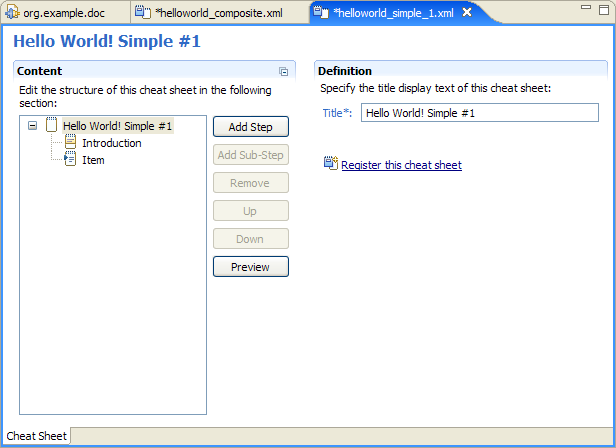 org.example.doc
*helloworld_composite.xml
*helloworld_simple_1.xml
Hello World! Simple #1
Content
Edit the structure of this cheat sheet in the following
section:
Hello World! Simple #1
Introduction
Item
Add Step
Add Sub-Step
Remove
Up
Down
Preview
Definition
Specify the title display text of this cheat sheet:
Title*: Hello World! Simple #1
Register this cheat sheet
Cheat Sheet